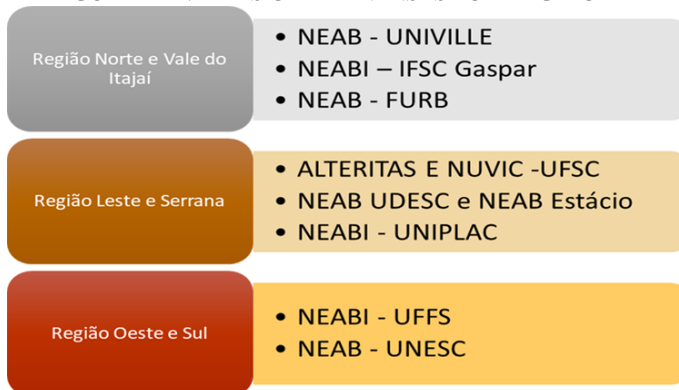 Região Norte e Vale do
Itajaí
• NEAB - UNIVILLE
• NEABI – IFSC Gaspar
• NEAB - FURB
Região Leste e Serrana
• ALTERITAS E NUVIC -UFSC
• NEAB UDESC e NEAB Estácio
• NEABI - UNIPLAC
Região Oeste e Sul
• NEABI - UFFS
• NEAB - UNESC